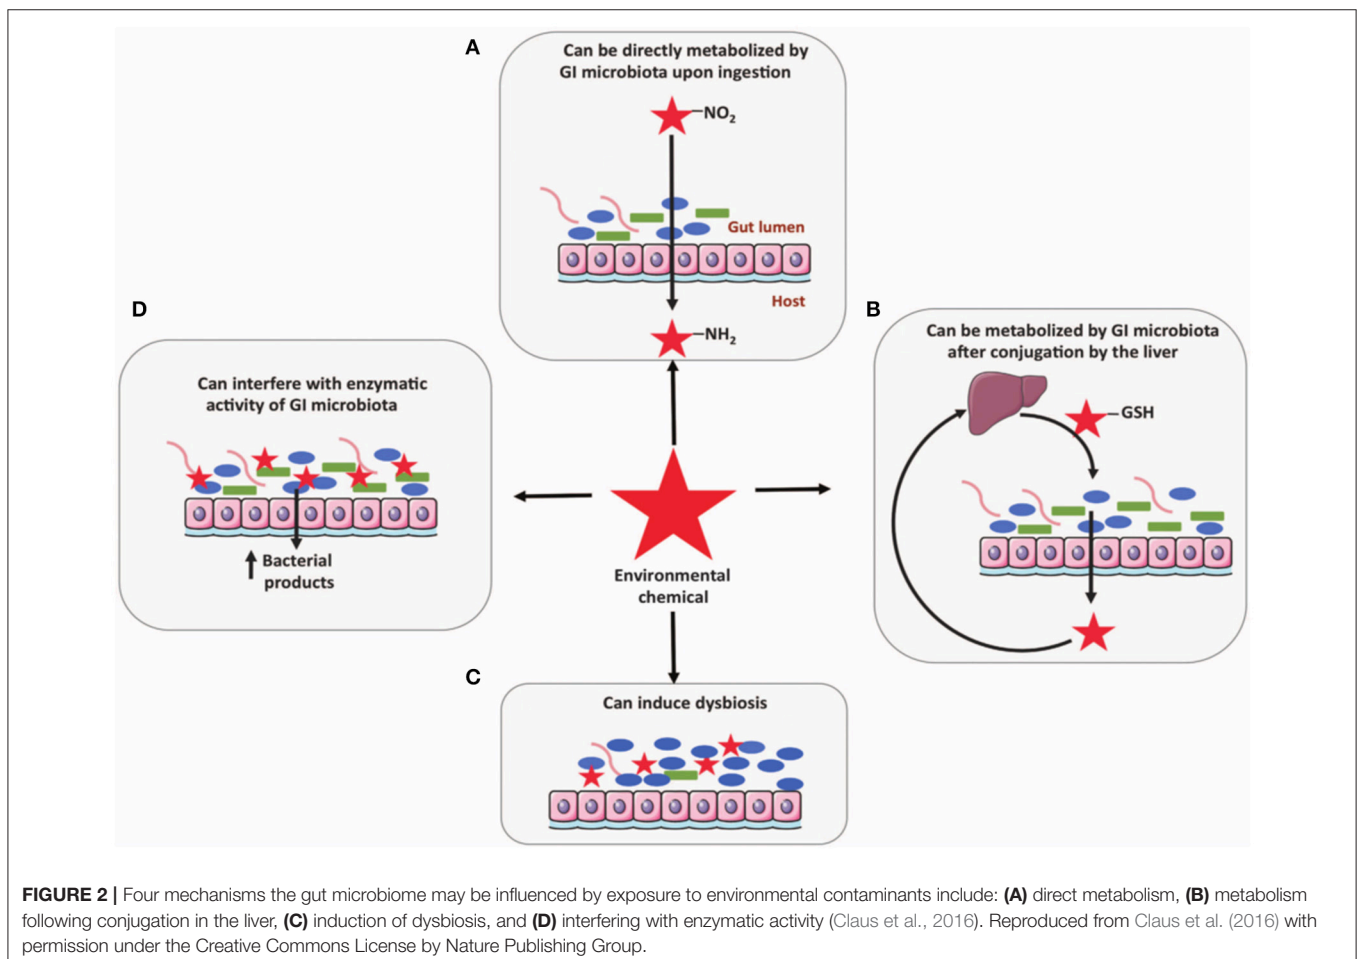 A
Can be directly metabolized by
GI microbiota upon ingestion
NO₂
Gut lumen
Host
NH₂
D
Can interfere with enzymatic
activity of GI microbiota
Bacterial
products
B
Can be metabolized by GI microbiota
after conjugation by the liver
GSH
Environmental
chemical
C
Can induce dysbiosis
FIGURE 2 | Four mechanisms the gut microbiome may be influenced by exposure to environmental contaminants include: (A) direct metabolism, (B) metabolism
following conjugation in the liver, (C) induction of dysbiosis, and (D) interfering with enzymatic activity (Claus et al., 2016). Reproduced from Claus et al. (2016) with
permission under the Creative Commons License by Nature Publishing Group.